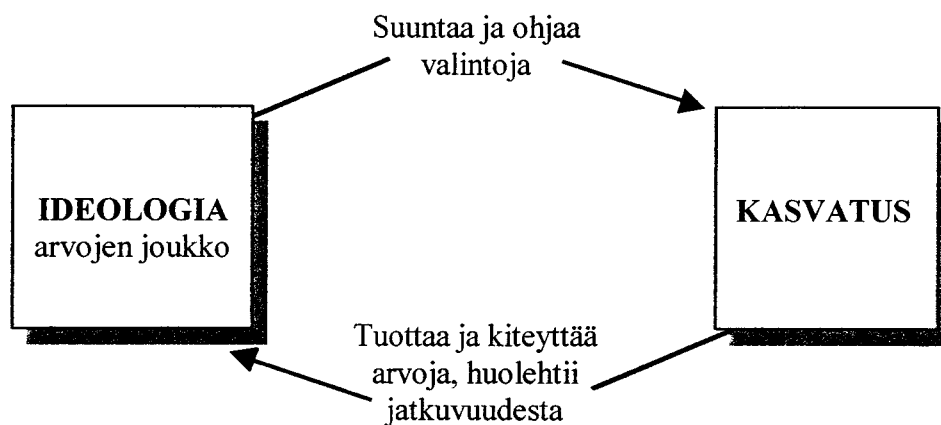 Suuntaa ja ohjaa
valintoja
IDEOLOGIA
arvojen joukko
KASVATUS
Tuottaa ja kiteyttää
arvoja, huolehtii
jatkuvuudesta